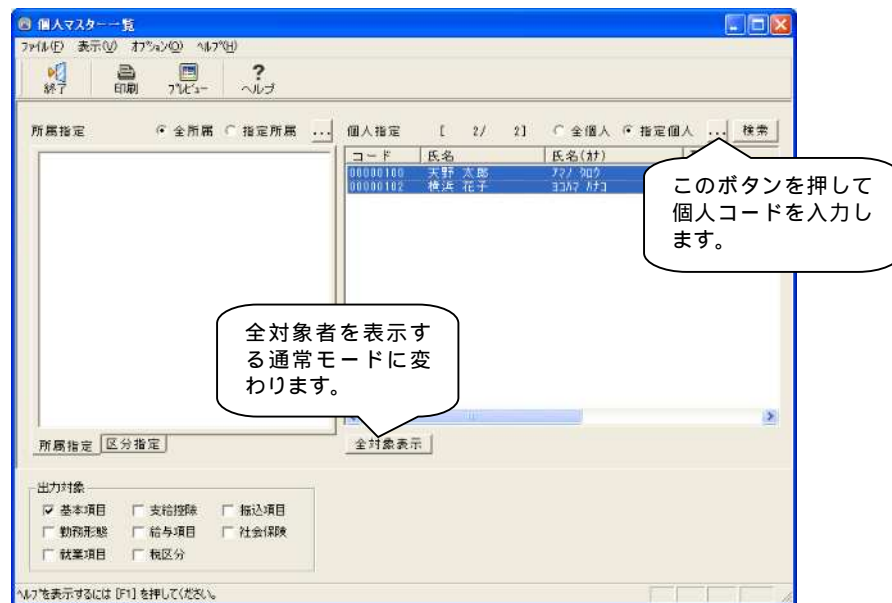 個人マスター一覧
ファイル(F) 表示(V) オプション(O) ヘルプ(H)
終了 印刷 プレビュー ヘルプ
所属指定 全所属 指定所属 ... 個人指定 [ 2/ 2] 全個人 指定個人 ... 検索
コード 氏名 氏名(カナ)
00000100 天野 太郎 アマノ タロウ
00000102 横浜 花子 ヨコハマ ハナコ
このボタンを押して
個人コードを入力し
ます。
全対象者を表示す
る通常モードに変
わります。
所属指定 区分指定 全対象表示
出力対象
基本項目 支給控除 振込項目
勤務形態 給与項目 社会保険
就業項目 税区分
ヘルプを表示するには [F1] を押してください。